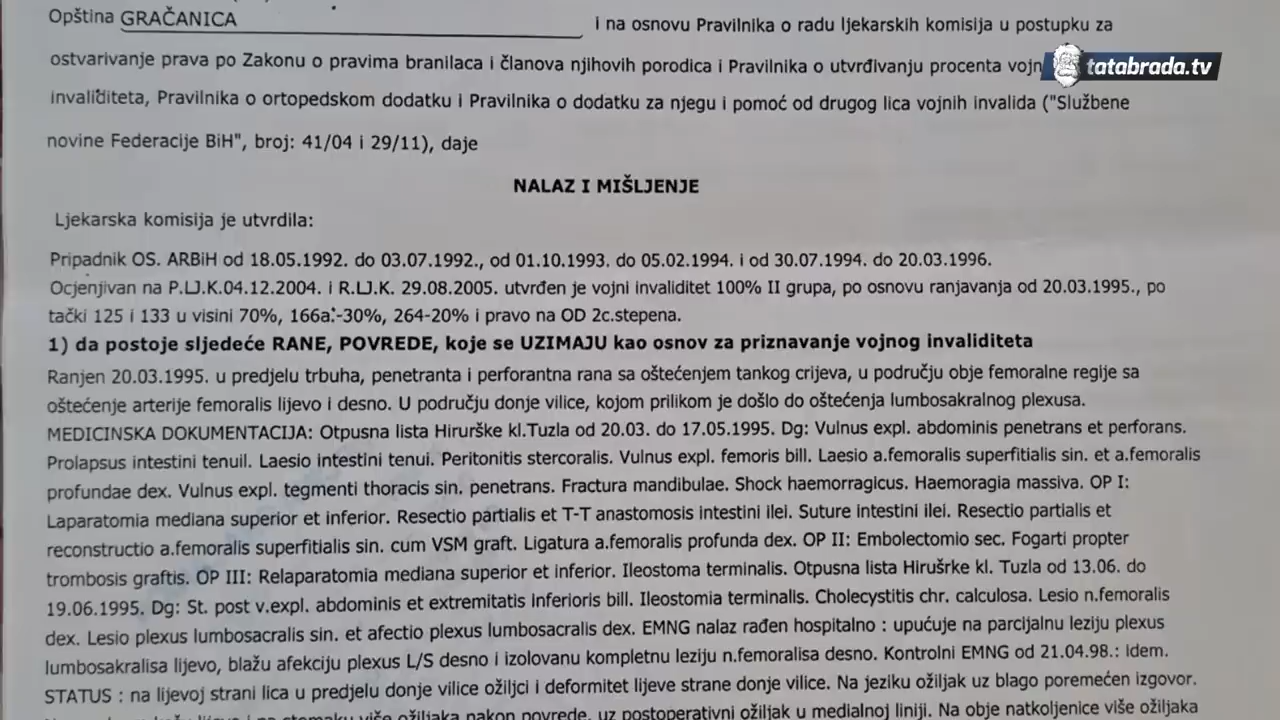 Opština GRAČANICA i na osnovu Pravilnika o radu ljekarskih komisija u postupku za
ostvarivanje prava po Zakonu o pravima branilaca i članova njihovih porodica i Pravilnika o utvrđivanju procenta vojn
tatabrada.tv
invaliditeta, Pravilnika o ortopedskom dodatku i Pravilnika o dodatku za njegu i pomoć od drugog lica vojnih invalida ("Službene
novine Federacije BiH", broj: 41/04 i 29/11), daje
NALAZ I MIŠLJENJE
Ljekarska komisija je utvrdila:
Pripadnik OS. ARBiH od 18.05.1992. do 03.07.1992., od 01.10.1993. do 05.02.1994. i od 30.07.1994. do 20.03.1996.
Ocjenjivan na P.LJ.K.04.12.2004. i R.LJ.K. 29.08.2005. utvrđen je vojni invaliditet 100% II grupa, po osnovu ranjavanja od 20.03.1995., po
tački 125 i 133 u visini 70%, 166a.-30%, 264-20% i pravo na OD 2c.stepena.
1) da postoje sljedeće RANE, POVREDE, koje se UZIMAJU kao osnov za priznavanje vojnog invaliditeta
Ranjen 20.03.1995. u predjelu trbuha, penetranta i perforantna rana sa oštećenjem tankog crijeva, u području obje femoralne regije sa
oštećenje arterije femoralis lijevo i desno. U području donje vilice, kojom prilikom je došlo do oštećenja lumbosakralnog plexusa.
MEDICINSKA DOKUMENTACIJA: Otpusna lista Hirurške kl.Tuzla od 20.03. do 17.05.1995. Dg: Vulnus expl. abdominis penetrans et perforans.
Prolapsus intestini tenuil. Laesio intestini tenui. Peritonitis stercoralis. Vulnus expl. femoris bill. Laesio a.femoralis superfitialis sin. et a.femoralis
profundae dex. Vulnus expl. tegmenti thoracis sin. penetrans. Fractura mandibulae. Shock haemorragicus. Haemoragia massiva. OP I:
Laparatomia mediana superior et inferior. Resectio partialis et T-T anastomosis intestini ilei. Suture intestini ilei. Resectio partialis et
reconstructio a.femoralis superfitialis sin. cum VSM graft. Ligatura a.femoralis profunda dex. OP II: Embolectomio sec. Fogarti propter
trombosis graftis. OP III: Relaparatomia mediana superior et inferior. Ileostoma terminalis. Otpusna lista Hirušrke kl. Tuzla od 13.06. do
19.06.1995. Dg: St. post v.expl. abdominis et extremitatis inferioris bill. Ileostomia terminalis. Cholecystitis chr. calculosa. Lesio n.femoralis
dex. Lesio plexus lumbosacralis sin. et afectio plexus lumbosacralis dex. EMNG nalaz rađen hospitalno : upućuje na parcijalnu leziju plexus
lumbosakralisa lijevo, blažu afekciju plexus L/S desno i izolovanu kompletnu leziju n.femoralisa desno. Kontrolni EMNG od 21.04.98.: Idem.
STATUS : na lijevoj strani lica u predjelu donje vilice ožiljci i deformitet lijeve strane donje vilice. Na jeziku ožiljak uz blago poremećen izgovor.
više ožiljaka nakon povrede, uz postoperativni ožiljak u medijalnoj liniji. Na obje natkoljenice više ožiljaka